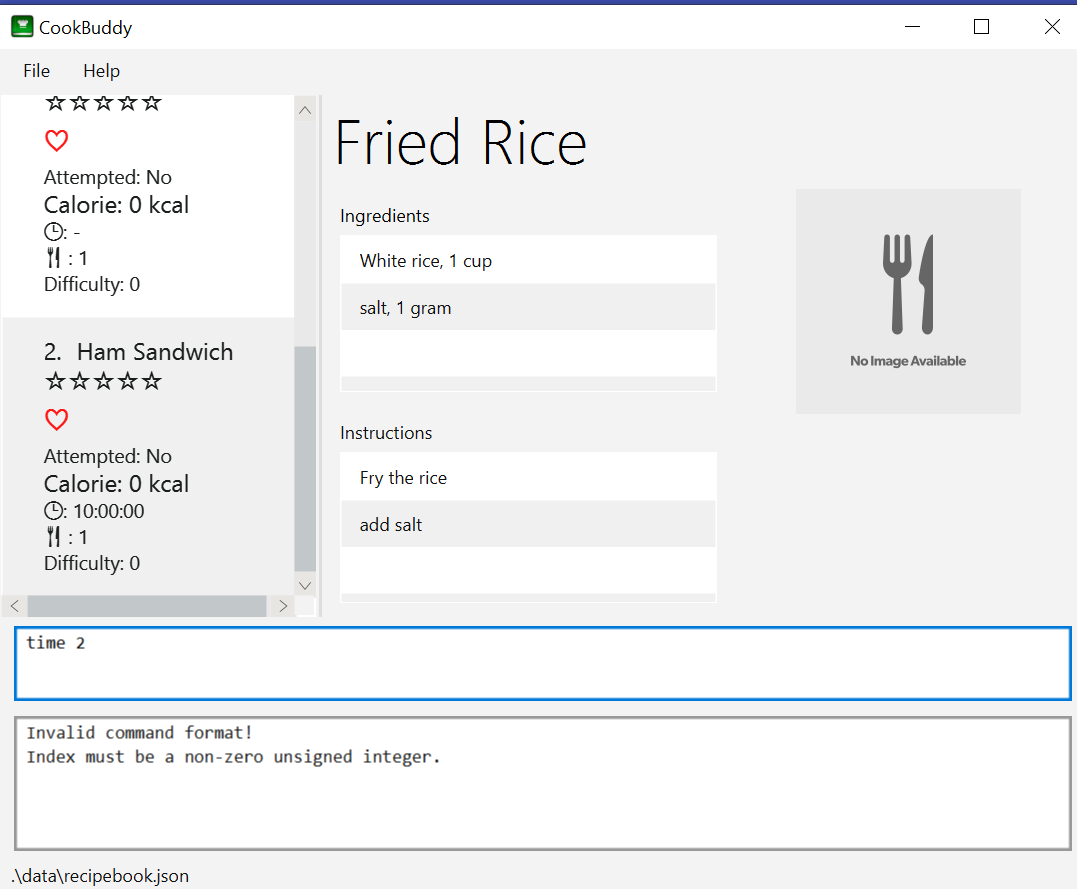 CookBuddy
File Help
☆☆☆☆☆
Attempted: No
Calorie: 0 kcal
: -
: 1
Difficulty: 0
2. Ham Sandwich
☆☆☆☆☆
Attempted: No
Calorie: 0 kcal
: 10:00:00
: 1
Difficulty: 0
Fried Rice
Ingredients
White rice, 1 cup
salt, 1 gram
No Image Available
Instructions
Fry the rice
add salt
time 2
Invalid command format!
Index must be a non-zero unsigned integer.
.\data\recipebook.json